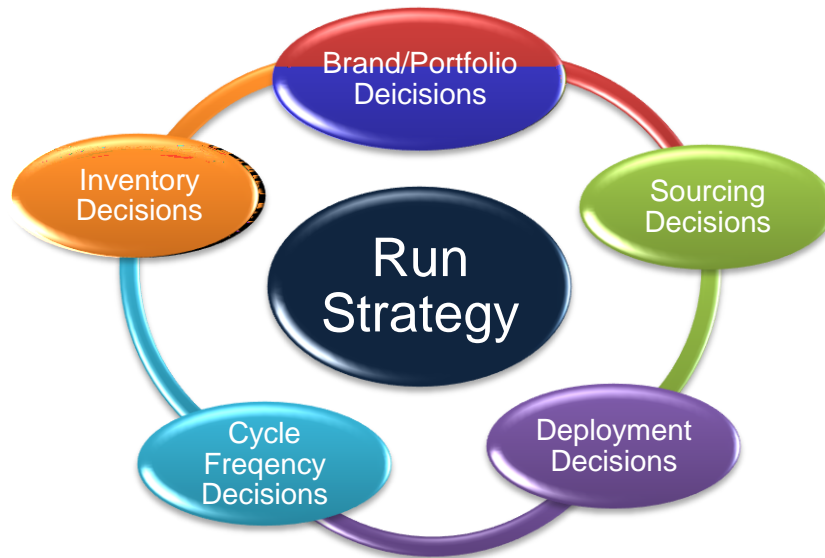 Brand/Portfolio
Deicisions
Inventory
Decisions
Sourcing
Decisions
Run
Strategy
Cycle
Freqency
Decisions
Deployment
Decisions